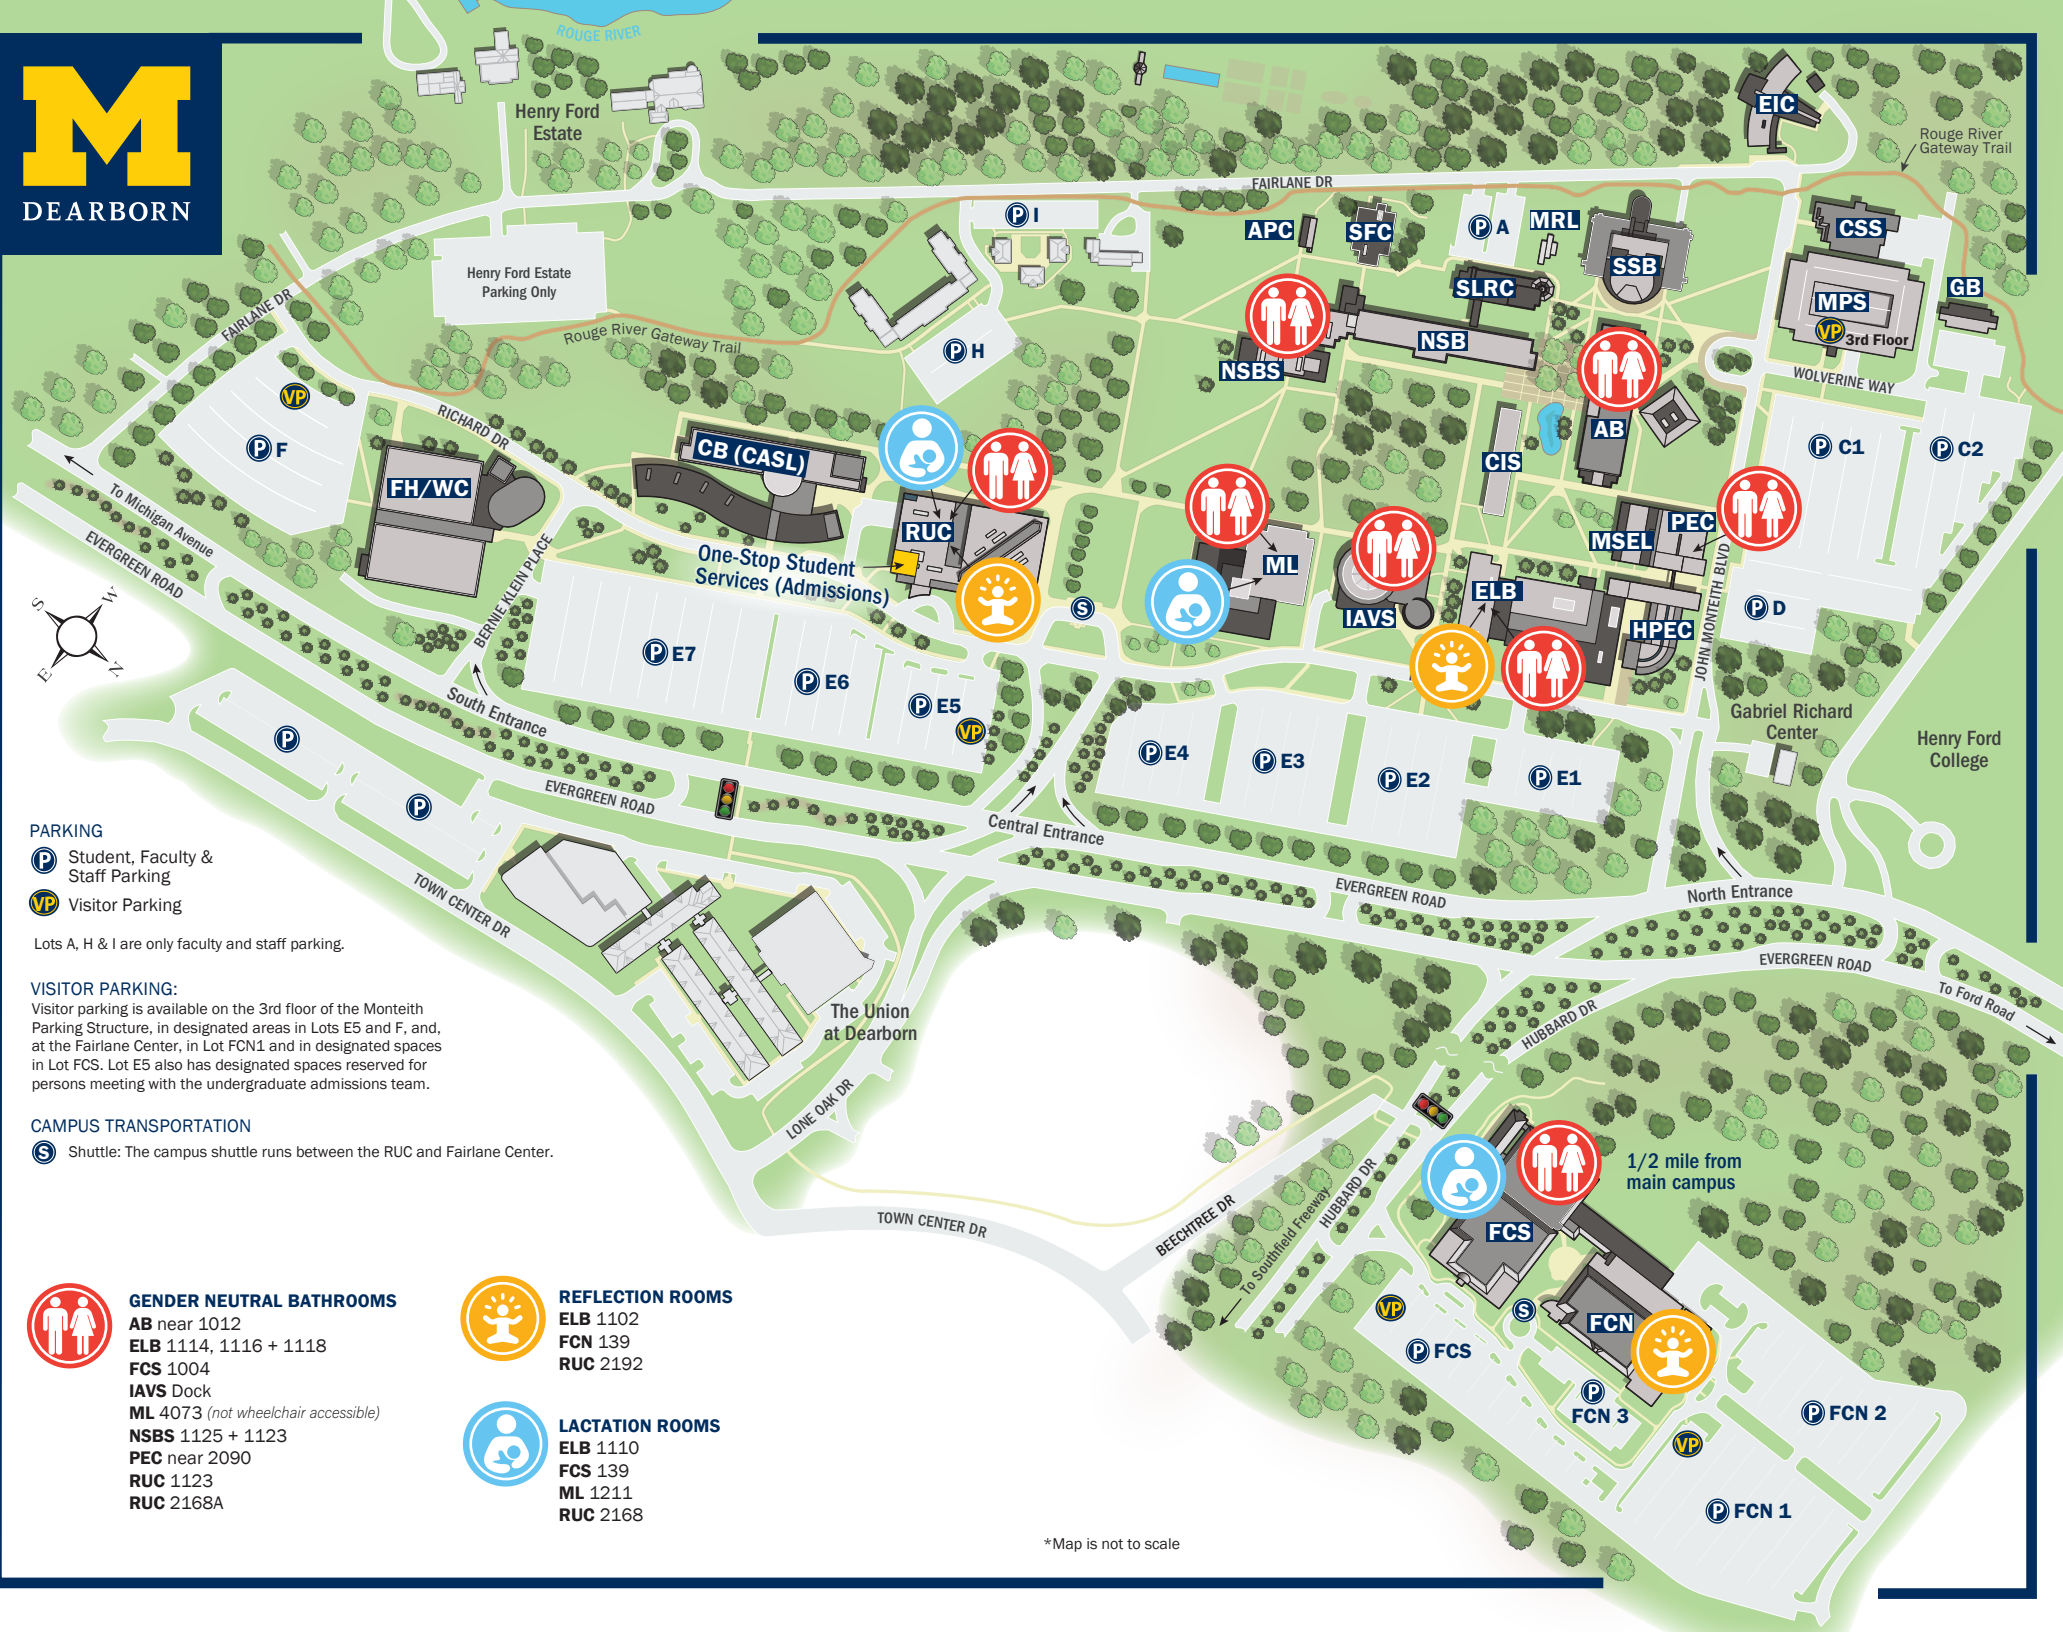 ROUGE RIVER
M
DEARBORN
Henry Ford
Estate
EIC
Rouge River
Gateway Trail
FAIRLANE DR
P I
APC
SFC
P A
MRL
SSB
CSS
Henry Ford Estate
Parking Only
SLRC
MPS
GB
VP 3rd Floor
FAIRLANE DR
Rouge River Gateway Trail
P H
NSB
NSBS
WOLVERINE WAY
VP
RICHARD DR
P F
CB (CASL)
AB
P C1
P C2
CIS
FH/WC
To Michigan Avenue
EVERGREEN ROAD
RUC
PEC
MSEL
One-Stop Student
Services (Admissions)
ML
BERNIE KLEIN PLACE
JOHN MONTEITH BLVD
ELB
IAVS
S
P D
HPEC
S
W
E
N
P E7
P E6
P E5
VP
South Entrance
Gabriel Richard
Center
Henry Ford
College
P
P
P E4
P E3
P E2
P E1
EVERGREEN ROAD
Central Entrance
EVERGREEN ROAD
North Entrance
EVERGREEN ROAD
To Ford Road
TOWN CENTER DR
PARKING
P Student, Faculty &
Staff Parking
VP Visitor Parking
Lots A, H & I are only faculty and staff parking.
VISITOR PARKING:
Visitor parking is available on the 3rd floor of the Monteith
Parking Structure, in designated areas in Lots E5 and F, and,
at the Fairlane Center, in Lot FCN1 and in designated spaces
in Lot FCS. Lot E5 also has designated spaces reserved for
persons meeting with the undergraduate admissions team.
CAMPUS TRANSPORTATION
S Shuttle: The campus shuttle runs between the RUC and Fairlane Center.
The Union
at Dearborn
LONE OAK DR
HUBBARD DR
TOWN CENTER DR
BEECHTREE DR
To Southfield Freeway
HUBBARD DR
1/2 mile from
main campus
FCS
VP
S
FCN
P FCS
P
FCN 3
VP
P FCN 2
P FCN 1
GENDER NEUTRAL BATHROOMS
AB near 1012
ELB 1114, 1116 + 1118
FCS 1004
IAVS Dock
ML 4073 (not wheelchair accessible)
NSBS 1125 + 1123
PEC near 2090
RUC 1123
RUC 2168A
REFLECTION ROOMS
ELB 1102
FCN 139
RUC 2192
LACTATION ROOMS
ELB 1110
FCS 139
ML 1211
RUC 2168
*Map is not to scale